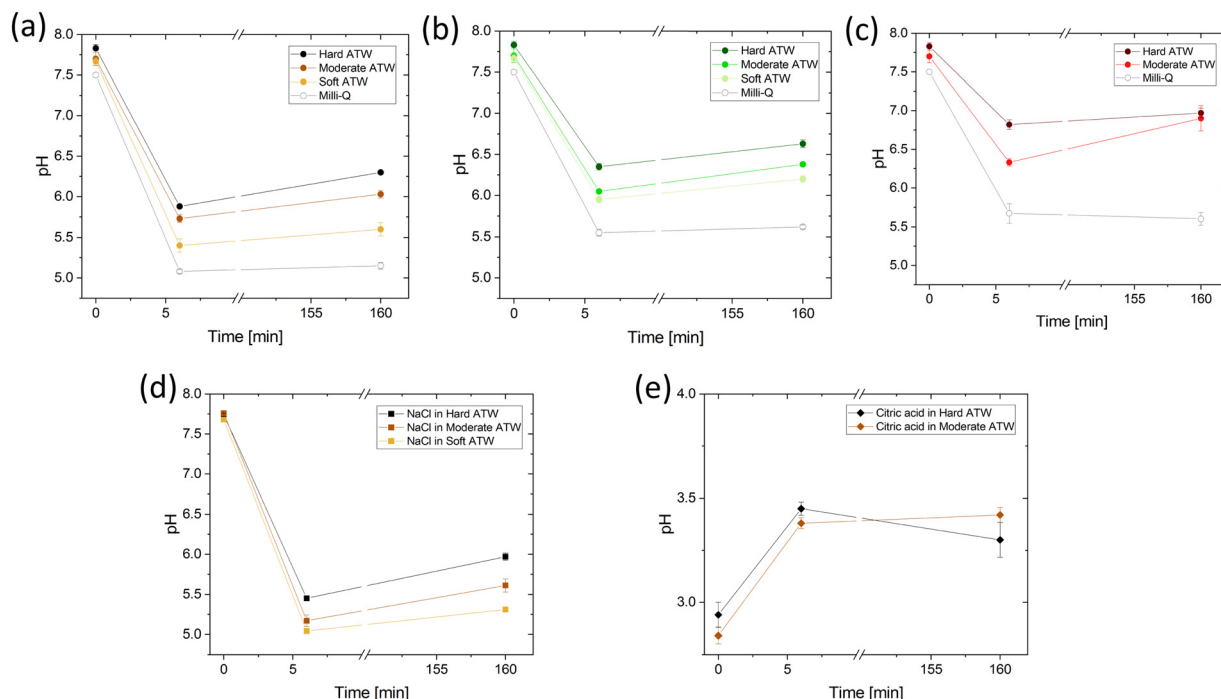 (a)
8.0
7.5
7.0
6.5
6.0
5.5
5.0
pH
Hard ATW
Moderate ATW
Soft ATW
Milli-Q
0
5
155
160
Time [min]
(b)
8.0
7.5
7.0
6.5
6.0
5.5
5.0
pH
Hard ATW
Moderate ATW
Soft ATW
Milli-Q
0
5
155
160
Time [min]
(c)
8.0
7.5
7.0
6.5
6.0
5.5
5.0
pH
Hard ATW
Moderate ATW
Milli-Q
0
5
155
160
Time [min]
(d)
8.0
7.5
7.0
6.5
6.0
5.5
5.0
pH
NaCl in Hard ATW
NaCl in Moderate ATW
NaCl in Soft ATW
0
5
155
160
Time [min]
(e)
4.0
3.5
3.0
pH
Citric acid in Hard ATW
Citric acid in Moderate ATW
0
5
155
160
Time [min]